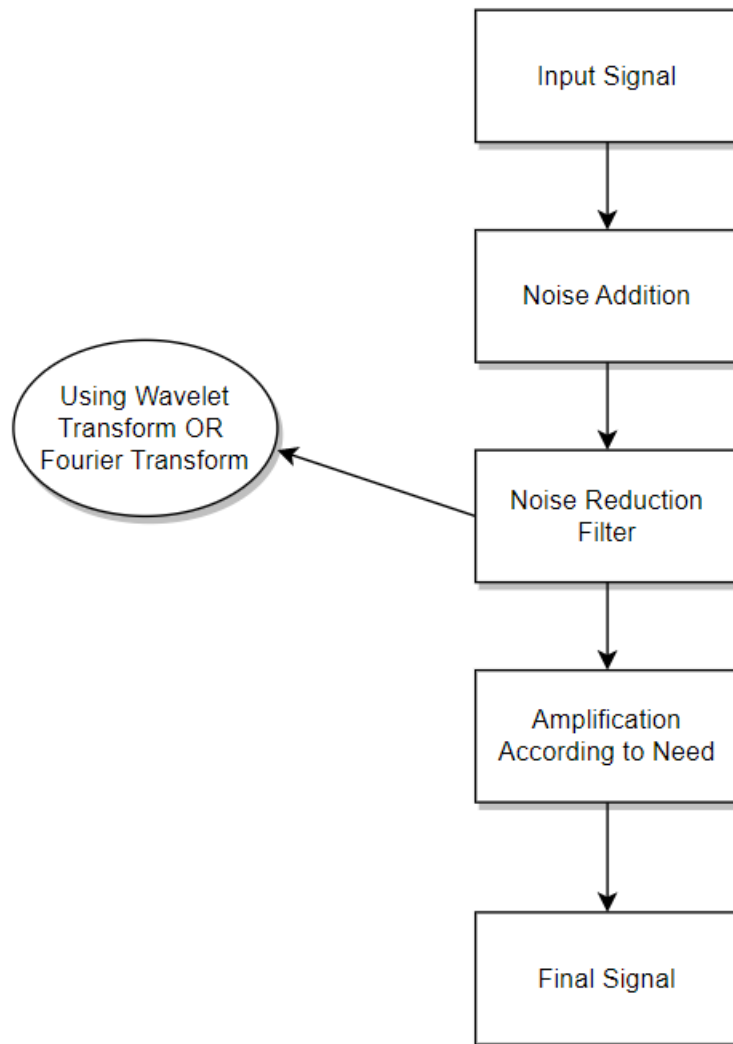 Input Signal
Noise Addition
Using Wavelet
Transform OR
Fourier Transform
Noise Reduction
Filter
Amplification
According to Need
Final Signal